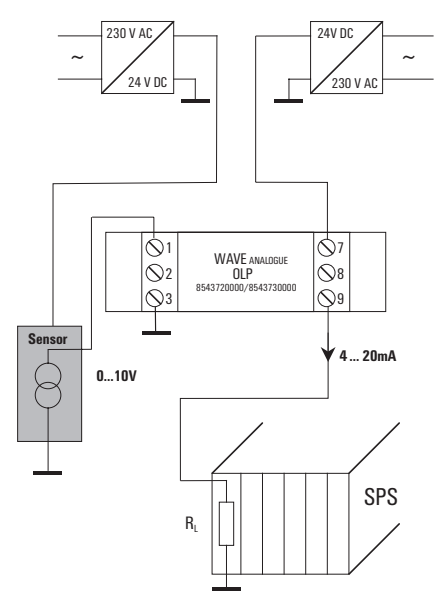 230 V AC
~
24 V DC
24V DC
~
230 V AC
1
2
3
WAVE ANALOGUE
OLP
8543720000/8543730000
7
8
9
Sensor
0...10V
4 ... 20mA
SPS
RL